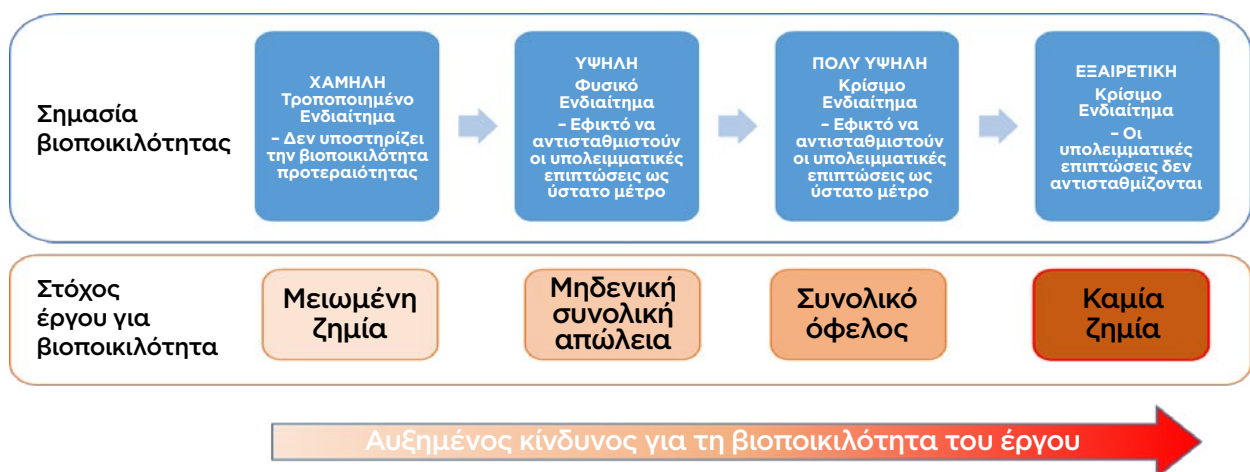 Σημασία
βιοποικιλότητας
ΧΑΜΗΛΗ
Τροποποιημένο
Ενδιαίτημα
– Δεν υποστηρίζει
την βιοποικιλότητα
προτεραιότητας
ΥΨΗΛΗ
Φυσικό
Ενδιαίτημα
– Εφικτό να
αντισταθμιστούν
οι υπολειμματικές
επιπτώσεις ως
ύστατο μέτρο
ΠΟΛΥ ΥΨΗΛΗ
Κρίσιμο
Ενδιαίτημα
– Εφικτό να
αντισταθμιστούν
οι υπολειμματικές
επιπτώσεις ως
ύστατο μέτρο
ΕΞΑΙΡΕΤΙΚΗ
Κρίσιμο
Ενδιαίτημα
– Οι
υπολειμματικές
επιπτώσεις δεν
αντισταθμίζονται
Στόχος
έργου για
βιοποικιλότητα
Μειωμένη
ζημία
Μηδενική
συνολική
απώλεια
Συνολικό
όφελος
Καμία
ζημία
Αυξημένος κίνδυνος για τη βιοποικιλότητα του έργου